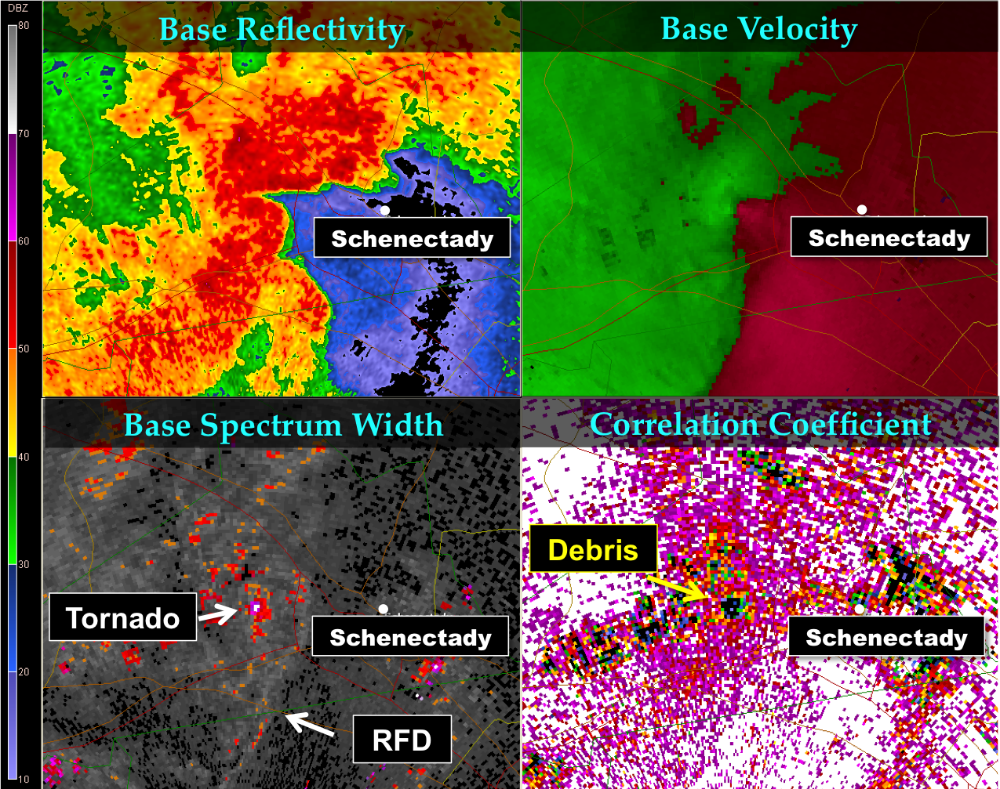 DBZ
80
70
60
50
40
30
20
10
Base Reflectivity
Schenectady
Base Velocity
Schenectady
Base Spectrum Width
Tornado
Schenectady
RFD
Correlation Coefficient
Debris
Schenectady